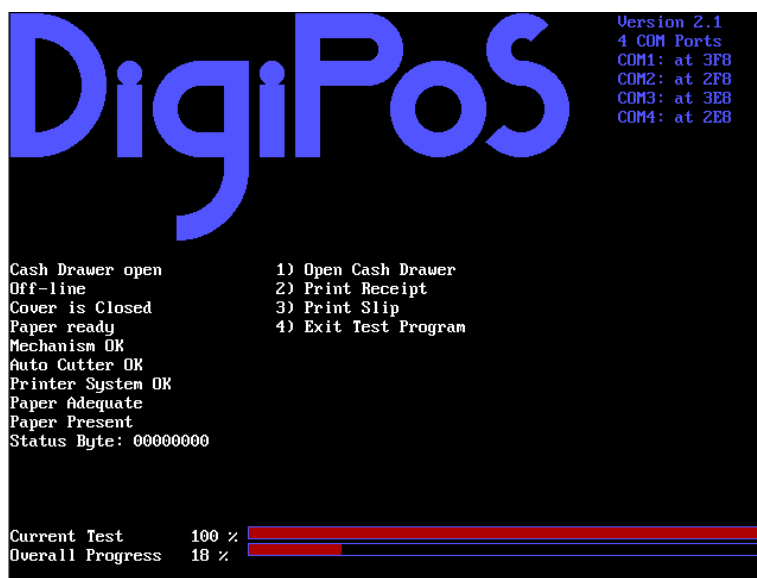 DigiPoS
Version 2.1
4 COM Ports
COM1: at 3F8
COM2: at 2F8
COM3: at 3E8
COM4: at 2E8
Cash Drawer open
Off-line
Cover is Closed
Paper ready
Mechanism OK
Auto Cutter OK
Printer System OK
Paper Adequate
Paper Present
Status Byte: 00000000
1) Open Cash Drawer
2) Print Receipt
3) Print Slip
4) Exit Test Program
Current Test 100 %
Overall Progress 18 %